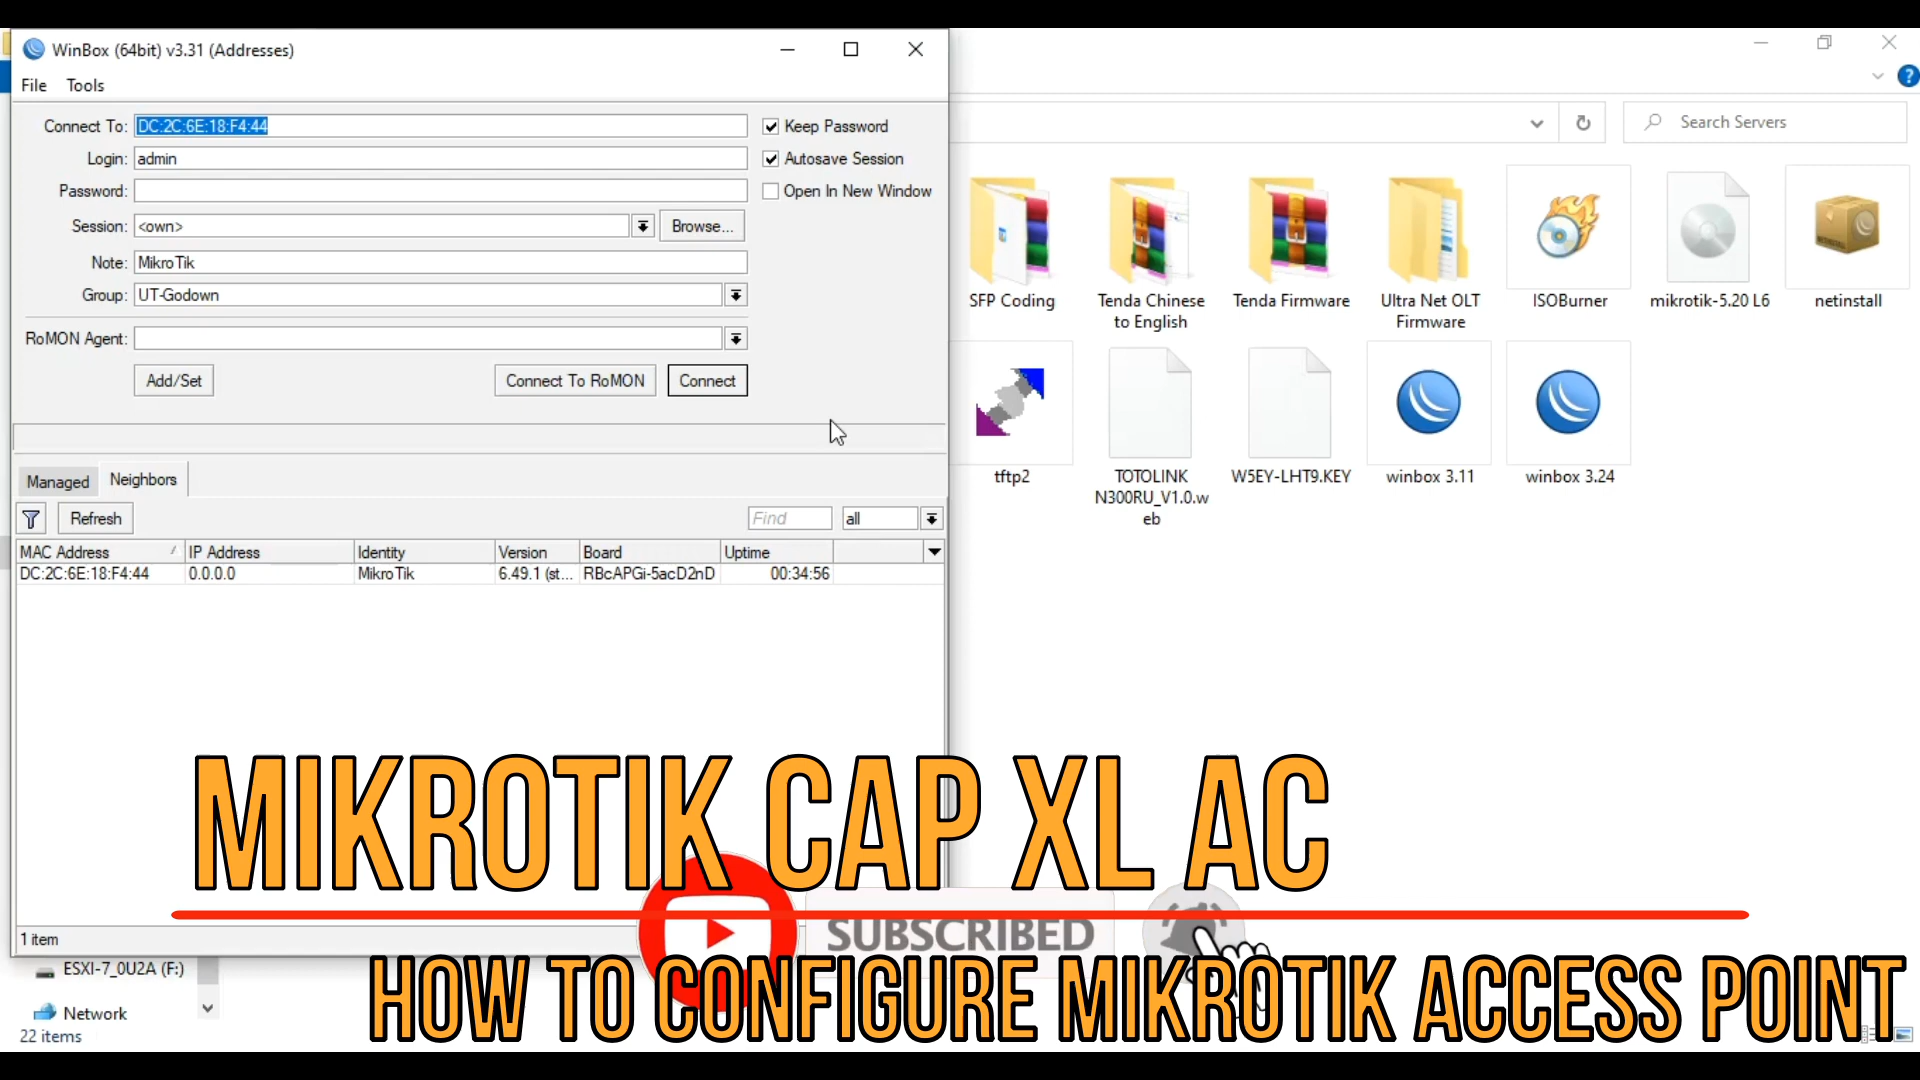 WinBox (64bit) v3.31 (Addresses)
File Tools
Connect To: DC:2C:6E:18:F4:44
Keep Password
Login: admin
Autosave Session
Password:
Open In New Window
Session: <own>
Browse...
Note: MikroTik
Group: UT-Godown
RoMON Agent:
Add/Set
Connect To RoMON
Connect
Managed
Neighbors
Refresh
Find
all
MAC Address IP Address Identity Version Board Uptime
DC:2C:6E:18:F4:44 0.0.0.0 MikroTik 6.49.1 (st... RBcAPGi-5acD2nD 00:34:56
1 item
ESXI-7_0U2A (F:)
Network
22 items
Search Servers
SFP Coding
Tenda Chinese
to English
Tenda Firmware
Ultra Net OLT
Firmware
ISOBurner
mikrotik-5.20 L6
netinstall
tftp2
TOTOLINK
N300RU_V1.0.w
eb
W5EY-LHT9.KEY
winbox 3.11
winbox 3.24
MIKROTIK CAP XL AC
SUBSCRIBED
HOW TO CONFIGURE MIKROTIK ACCESS POINT